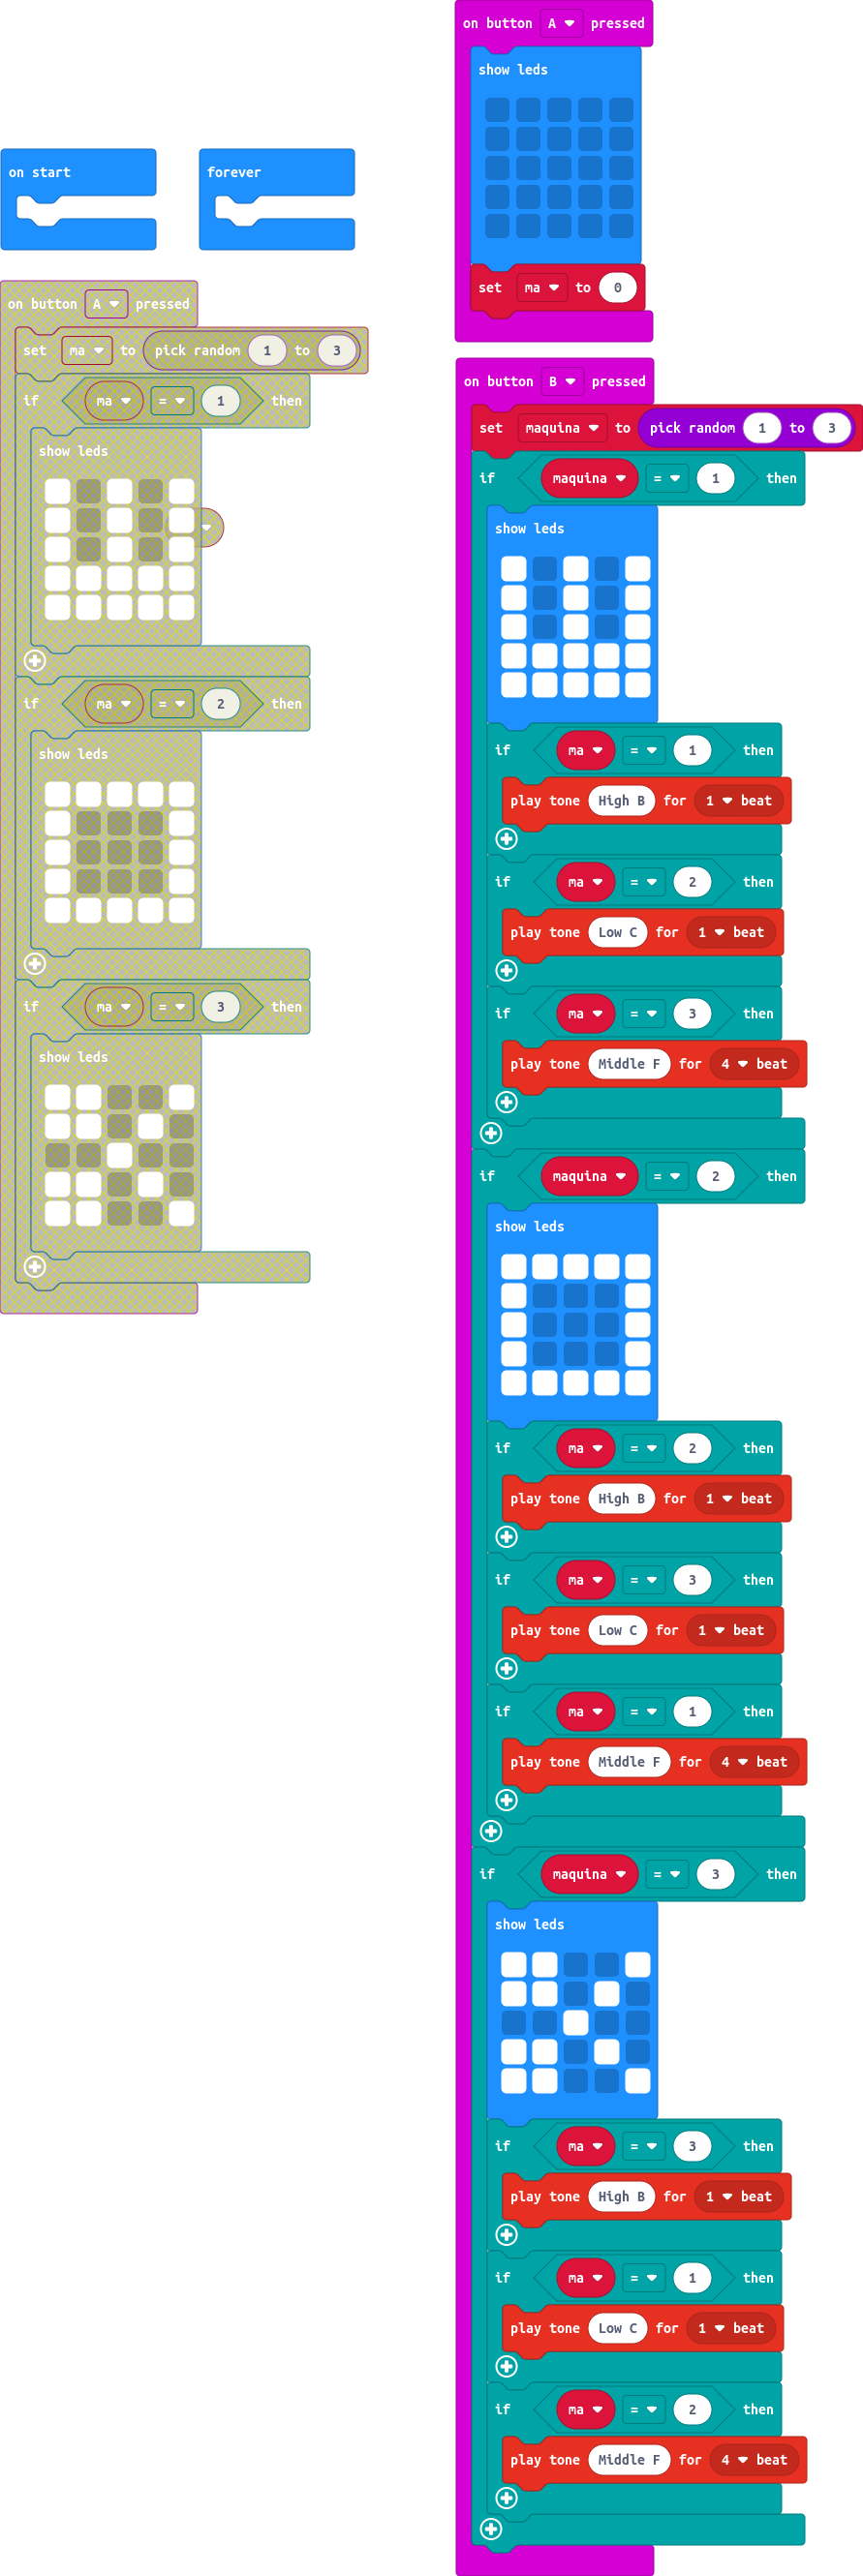 on start
forever
on button A pressed
set ma to pick random 1 to 3
if ma = 1 then
show leds
if ma = 2 then
show leds
if ma = 3 then
show leds
on button A pressed
show leds
set ma to 0
on button B pressed
set maquina to pick random 1 to 3
if maquina = 1 then
show leds
if ma = 1 then
play tone High B for 1 beat
if ma = 2 then
play tone Low C for 1 beat
if ma = 3 then
play tone Middle F for 4 beat
if maquina = 2 then
show leds
if ma = 2 then
play tone High B for 1 beat
if ma = 3 then
play tone Low C for 1 beat
if ma = 1 then
play tone Middle F for 4 beat
if maquina = 3 then
show leds
if ma = 3 then
play tone High B for 1 beat
if ma = 1 then
play tone Low C for 1 beat
if ma = 2 then
play tone Middle F for 4 beat